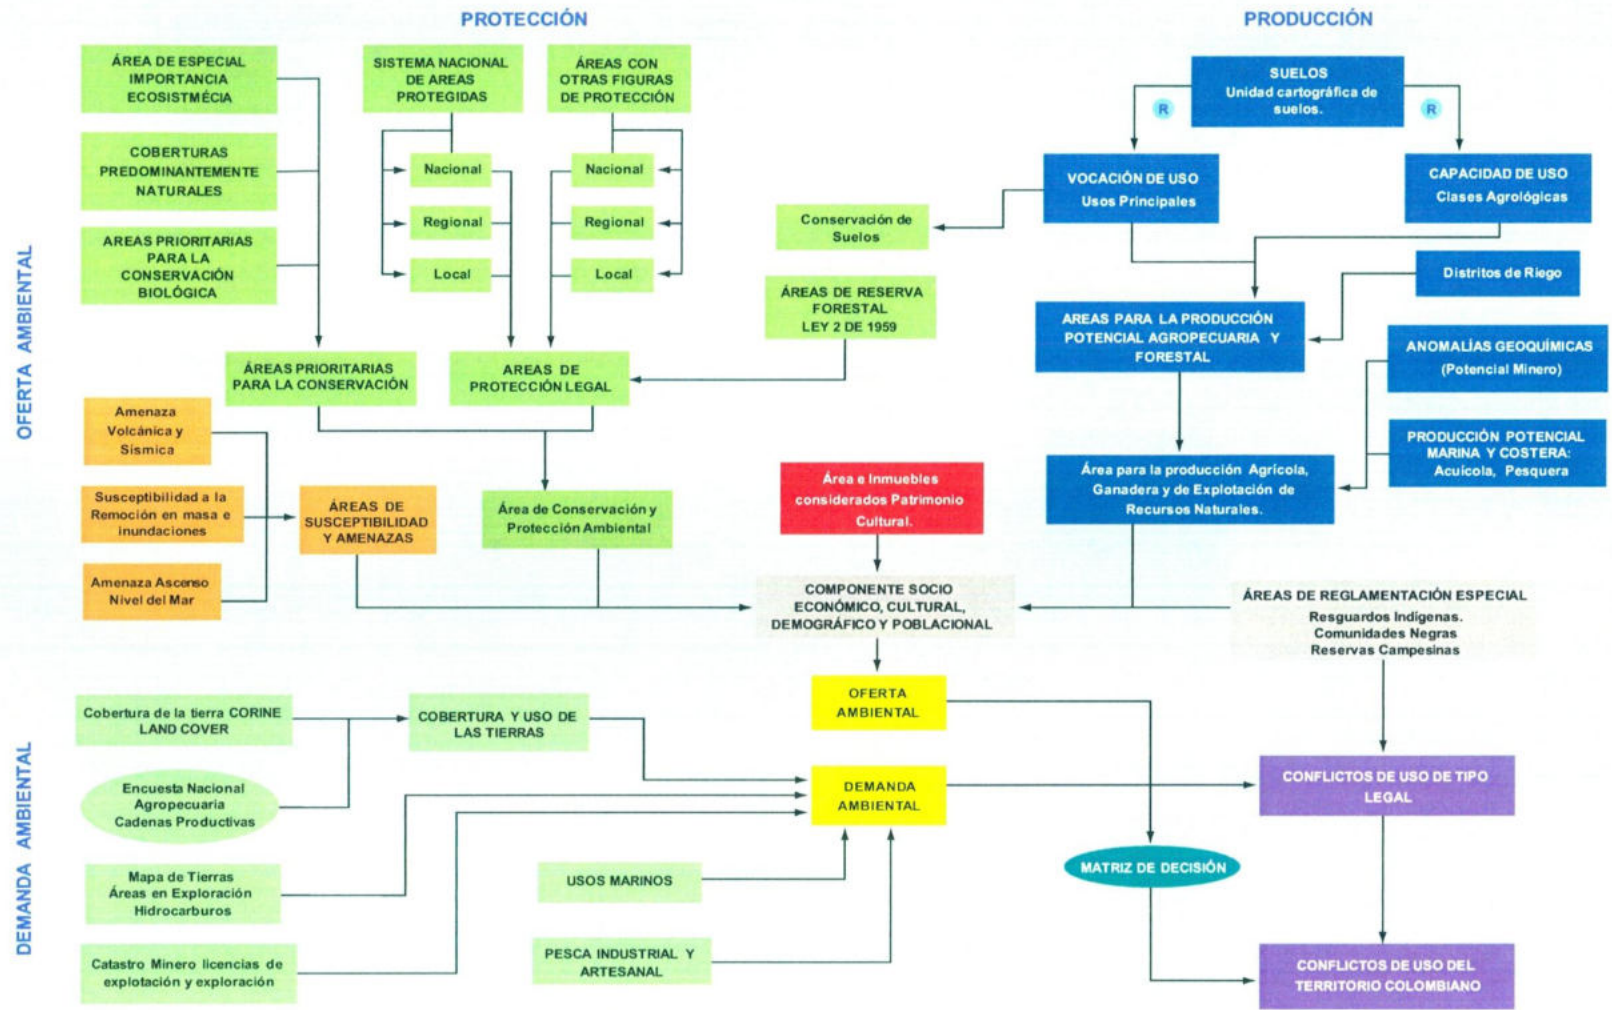 PROTECCIÓN
PRODUCCIÓN
OFERTA AMBIENTAL
DEMANDA AMBIENTAL
ÁREA DE ESPECIAL
IMPORTANCIA
ECOSISTMÉCIA
COBERTURAS
PREDOMINANTEMENTE
NATURALES
AREAS PRIORITARIAS
PARA LA
CONSERVACIÓN
BIOLÓGICA
SISTEMA NACIONAL
DE AREAS
PROTEGIDAS
Nacional
Regional
Local
ÁREAS CON
OTRAS FIGURAS
DE PROTECCIÓN
Nacional
Regional
Local
Conservación de
Suelos
ÁREAS DE RESERVA
FORESTAL
LEY 2 DE 1959
ÁREAS PRIORITARIAS
PARA LA CONSERVACIÓN
AREAS DE
PROTECCIÓN LEGAL
SUELOS
Unidad cartográfica de
suelos.
R
R
VOCACIÓN DE USO
Usos Principales
CAPACIDAD DE USO
Clases Agrológicas
Distritos de Riego
AREAS PARA LA PRODUCCIÓN
POTENCIAL AGROPECUARIA Y
FORESTAL
ANOMALÍAS GEOQUÍMICAS
(Potencial Minero)
PRODUCCIÓN POTENCIAL
MARINA Y COSTERA:
Acuícola, Pesquera
Área para la producción Agrícola,
Ganadera y de Explotación de
Recursos Naturales.
Amenaza
Volcánica y
Sísmica
Susceptibilidad a la
Remoción en masa e
inundaciones
Amenaza Ascenso
Nivel del Mar
ÁREAS DE
SUSCEPTIBILIDAD
Y AMENAZAS
Área de Conservación y
Protección Ambiental
Área e Inmuebles
considerados Patrimonio
Cultural.
COMPONENTE SOCIO
ECONÓMICO, CULTURAL,
DEMOGRÁFICO Y POBLACIONAL
ÁREAS DE REGLAMENTACIÓN ESPECIAL
Resguardos Indígenas.
Comunidades Negras
Reservas Campesinas
OFERTA
AMBIENTAL
DEMANDA
AMBIENTAL
Cobertura de la tierra CORINE
LAND COVER
COBERTURA Y USO DE
LAS TIERRAS
Encuesta Nacional
Agropecuaria
Cadenas Productivas
Mapa de Tierras
Áreas en Exploración
Hidrocarburos
Catastro Minero licencias de
explotación y exploración
USOS MARINOS
PESCA INDUSTRIAL Y
ARTESANAL
CONFLICTOS DE USO DE TIPO
LEGAL
MATRIZ DE DECISIÓN
CONFLICTOS DE USO DEL
TERRITORIO COLOMBIANO